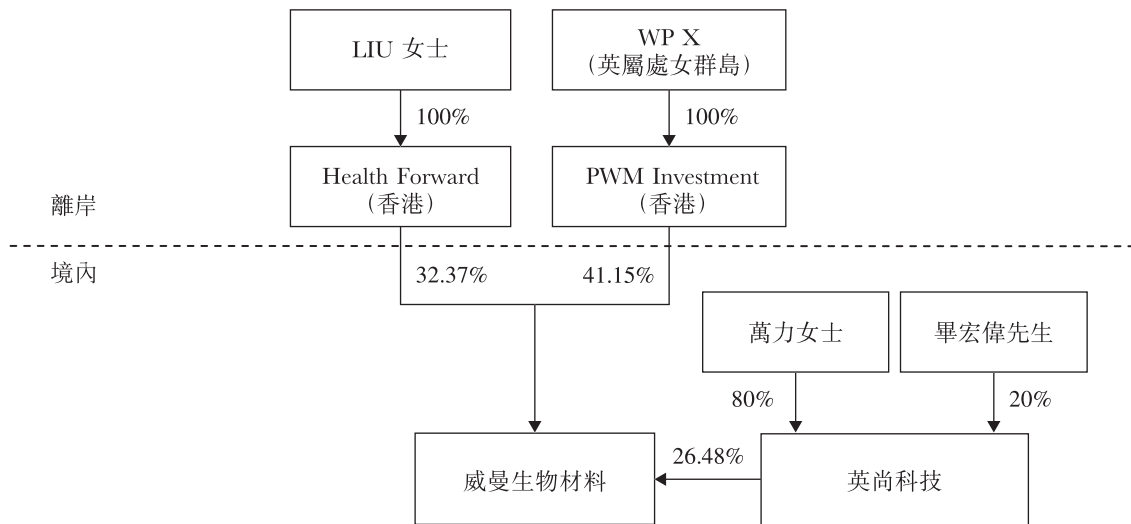 LIU 女士
WP X
（英屬處女群島）
100%
100%
Health Forward
（香港）
PWM Investment
（香港）
離岸
境內
32.37%
41.15%
萬力女士
畢宏偉先生
80%
20%
威曼生物材料
26.48%
英尚科技